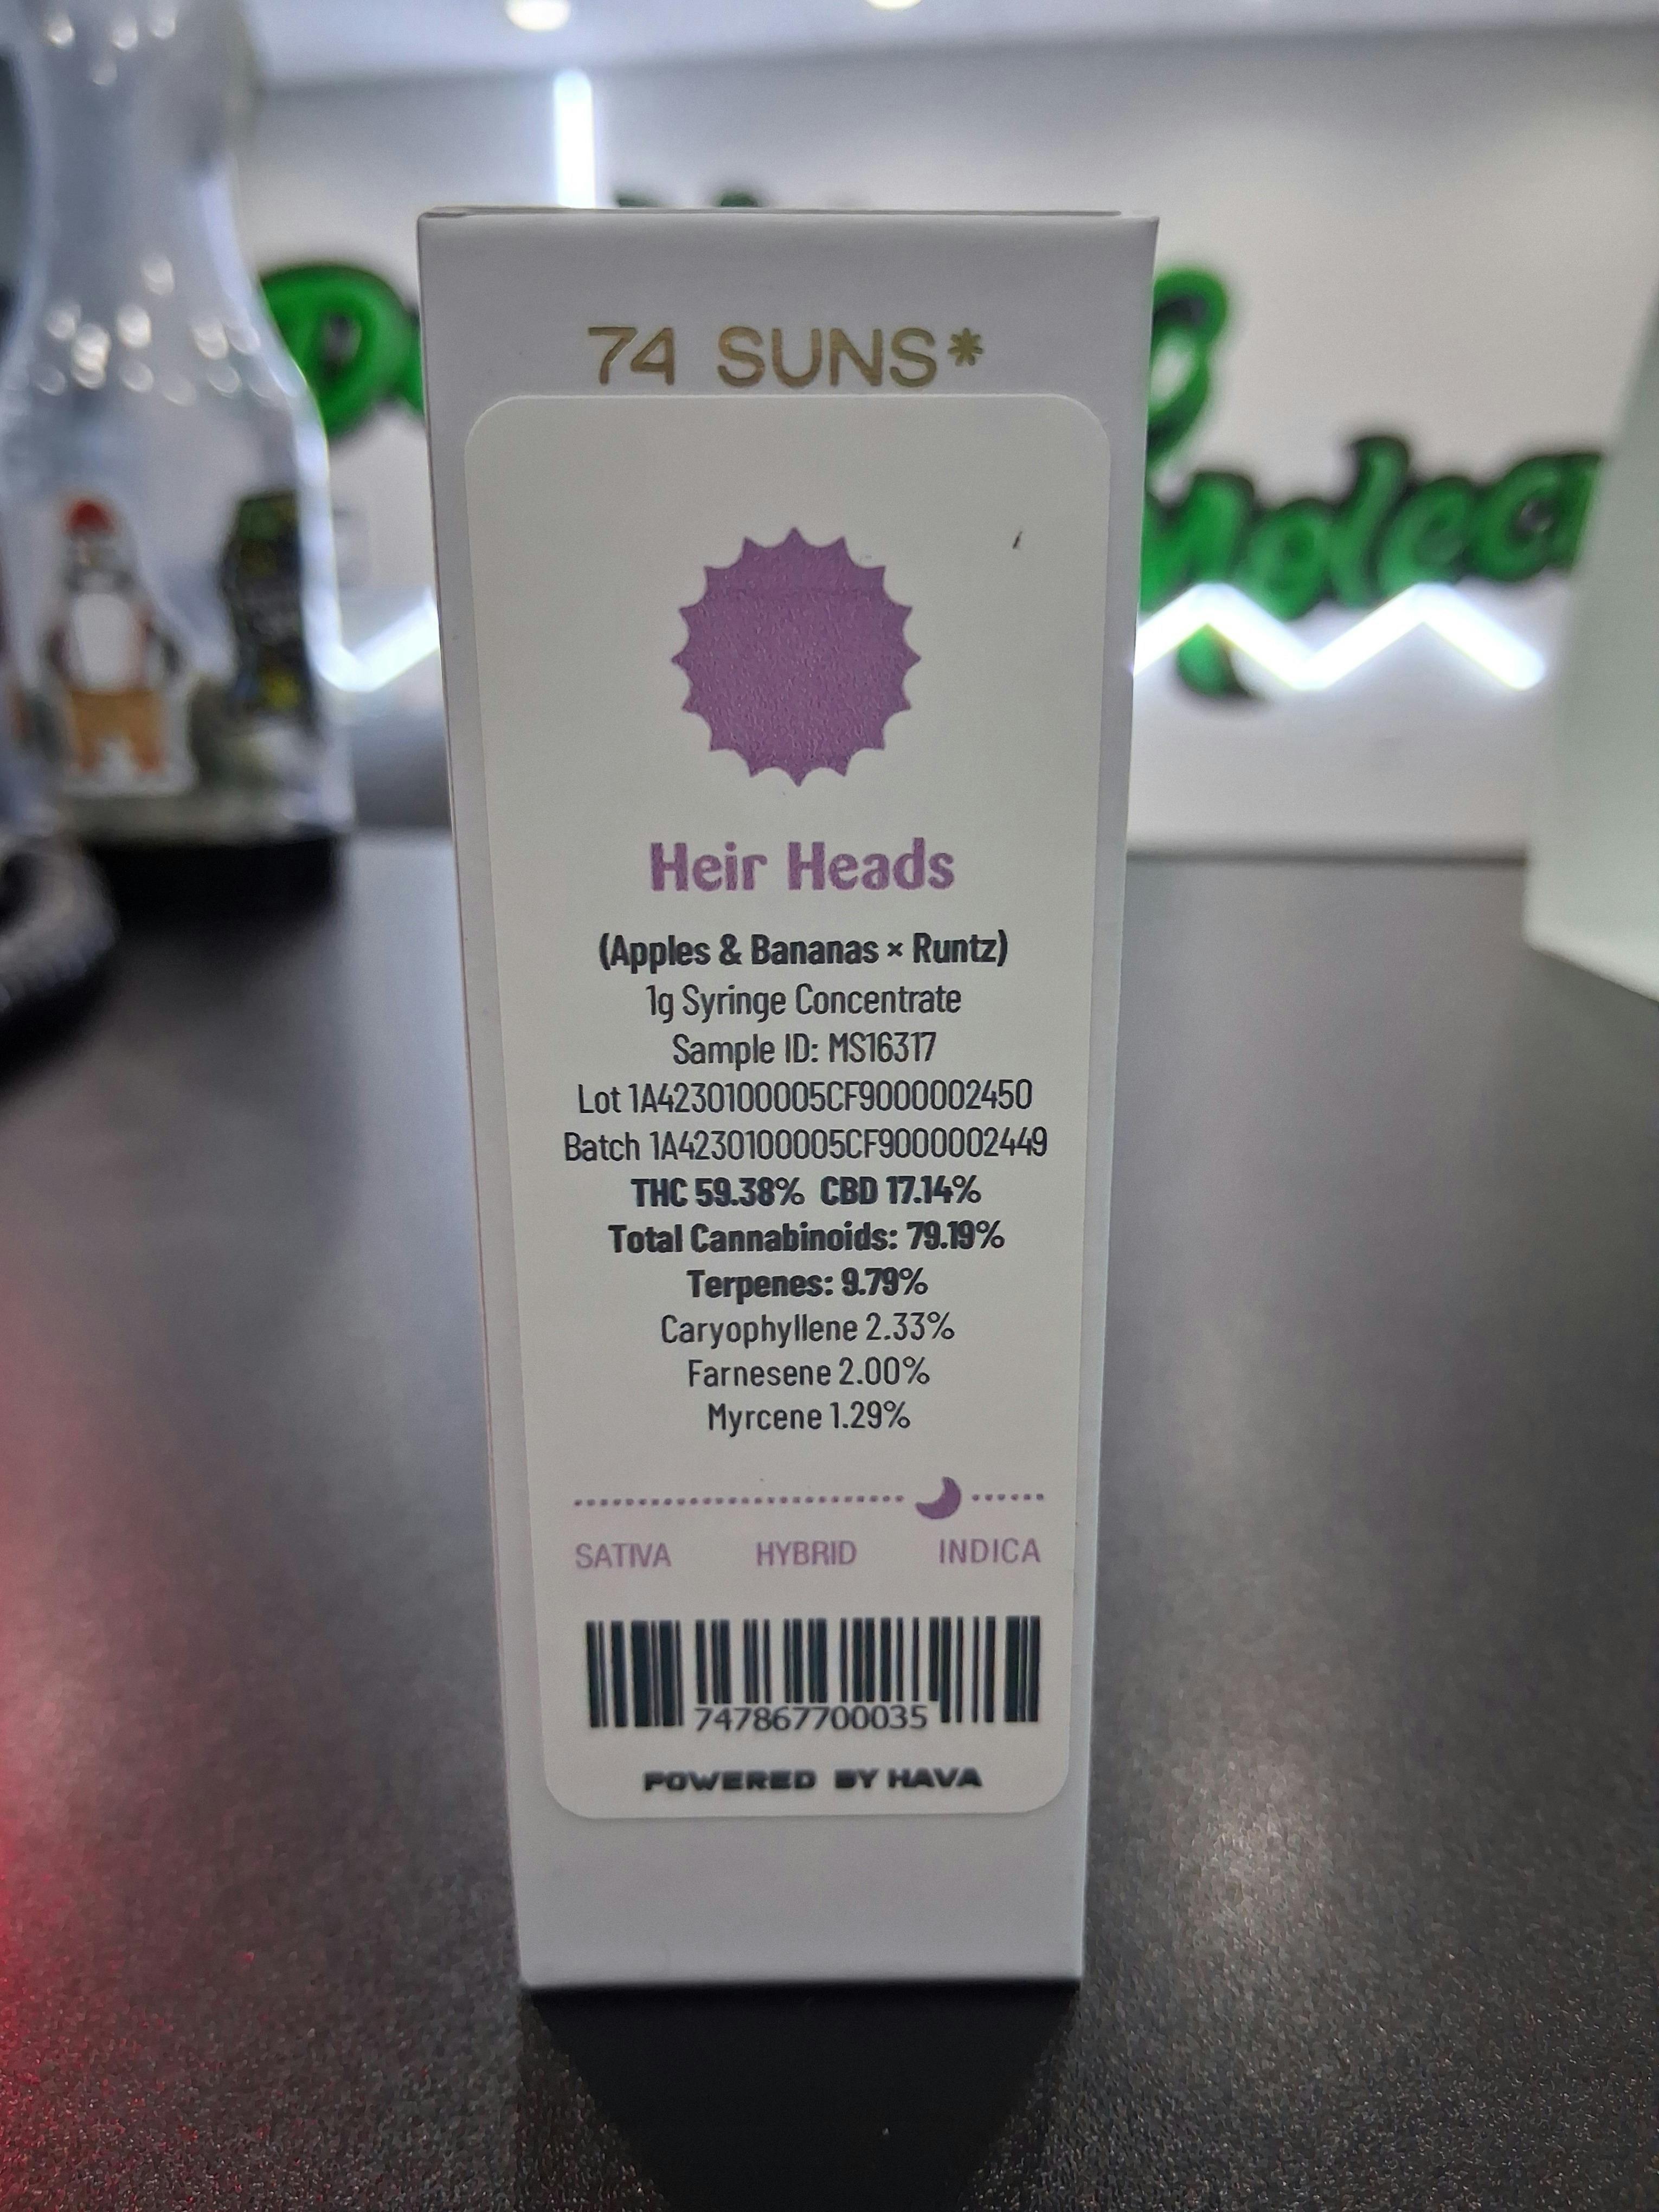 74 SUNS*
Heir Heads
(Apples & Bananas × Runtz)
1g Syringe Concentrate
Sample ID: MS16317
Lot 1A4230100005CF9000002450
Batch 1A4230100005CF9000002449
THC 59.38% CBD 17.14%
Total Cannabinoids: 79.19%
Terpenes: 9.79%
Caryophyllene 2.33%
Farnesene 2.00%
Myrcene 1.29%
SATIVA HYBRID INDICA
747867700035
POWERED BY HAVA